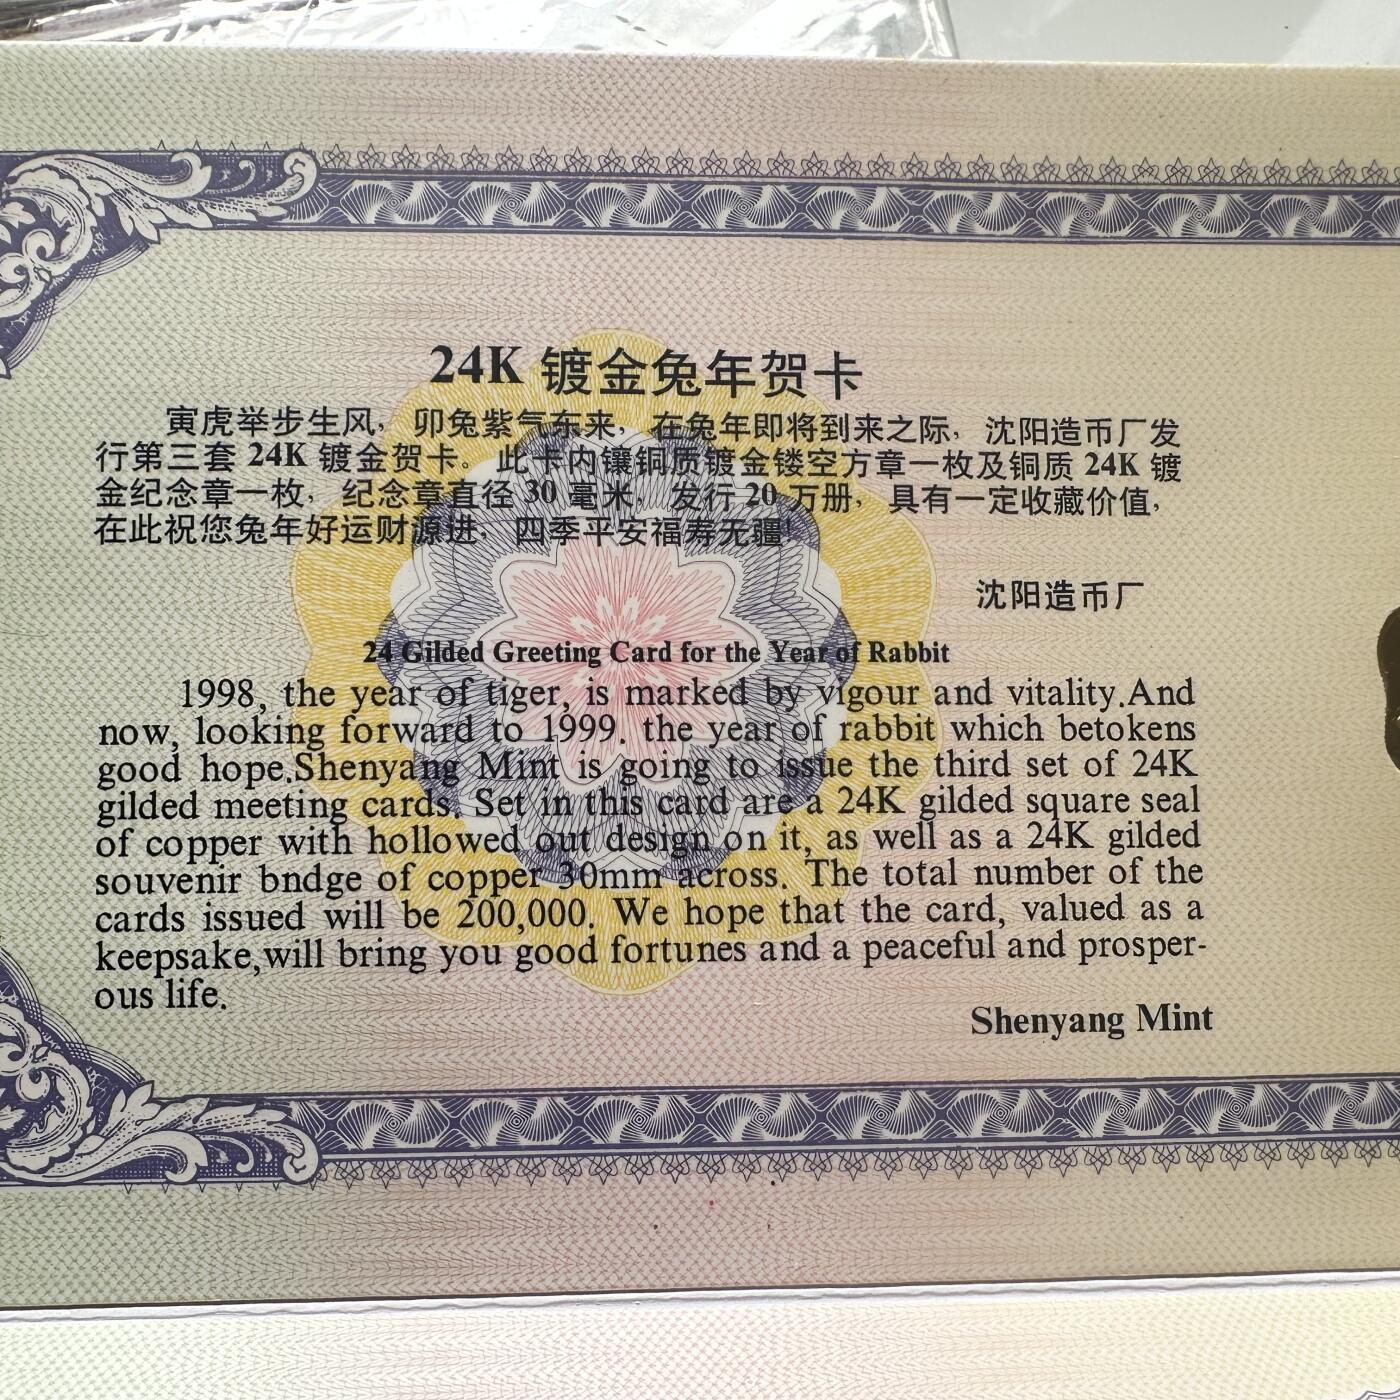 24K 镀金兔年贺卡
寅虎举步生风，卯兔紫气东来，在兔年即将到来之际，沈阳造币厂发
行第三套 24K 镀金贺卡。此卡内镶铜质镀金镂空方章一枚及铜质 24K 镀
金纪念章一枚，纪念章直径 30 毫米，发行 20 万册，具有一定收藏价值，
在此祝您兔年好运财源进，四季平安福寿无疆!
沈阳造币厂
24 Gilded Greeting Card for the Year of Rabbit
1998, the year of tiger, is marked by vigour and vitality.And
now, looking forward to 1999. the year of rabbit which betokens
good hope.Shenyang Mint is going to issue the third set of 24K
gilded meeting cards. Set in this card are a 24K gilded square seal
of copper with hollowed out design on it, as well as a 24K gilded
souvenir bndge of copper 30mm across. The total number of the
cards issued will be 200,000. We hope that the card, valued as a
keepsake,will bring you good fortunes and a peaceful and prosper-
ous life.
Shenyang Mint